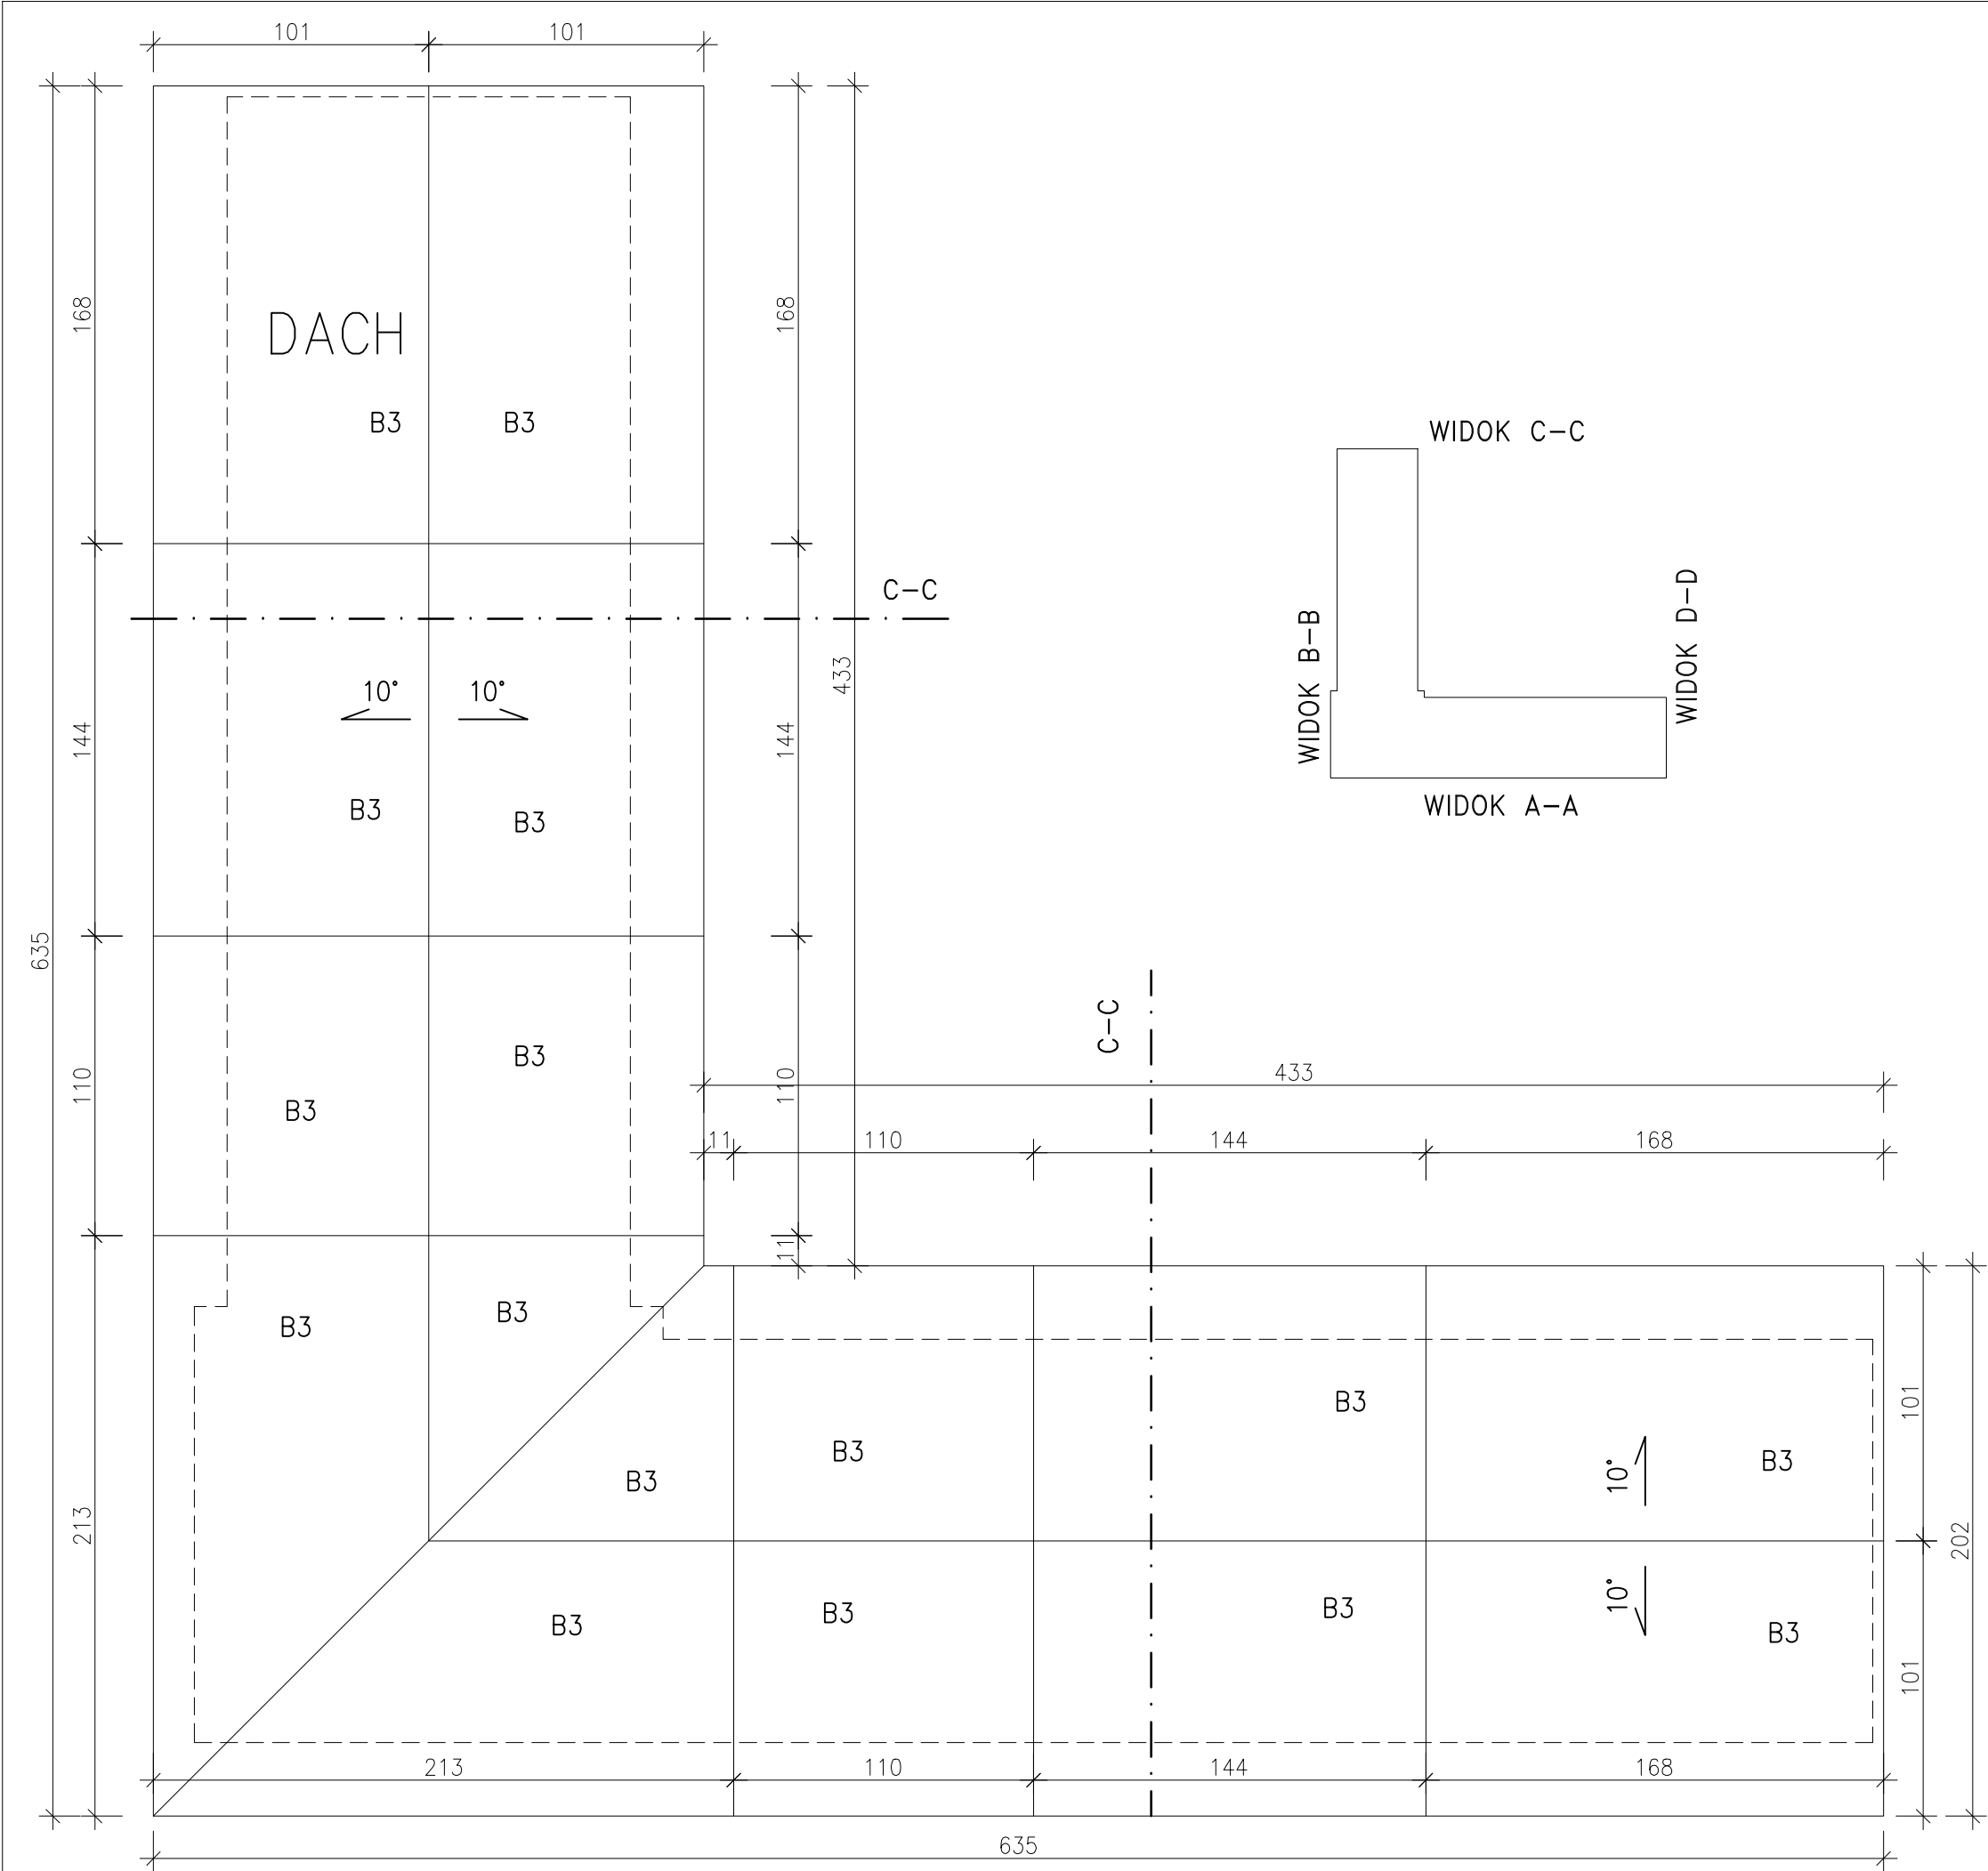 101 101
168 168
DACH
B3 B3
WIDOK C-C
C-C
WIDOK B-B
WIDOK D-D
433
10° 10°
144 144
B3 B3
WIDOK A-A
635
C-C
B3
110 110
B3
433
11 110 144 168
11
B3 B3
101
B3
B3
B3
B3
10°
213
202
10°
B3
B3
B3
B3
101
213 110 144 168
635